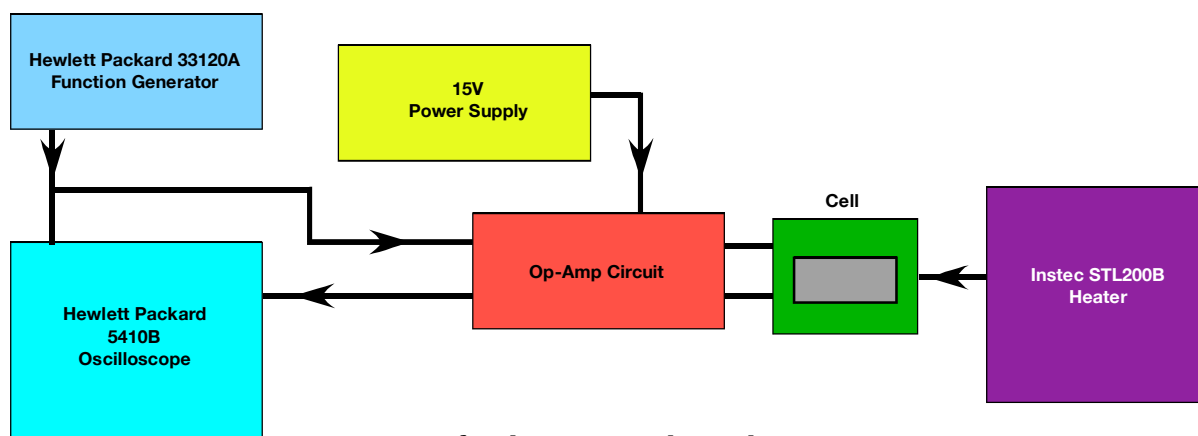 Hewlett Packard 33120A
Function Generator
15V
Power Supply
Cell
Op-Amp Circuit
Instec STL200B
Heater
Hewlett Packard
5410B
Oscilloscope